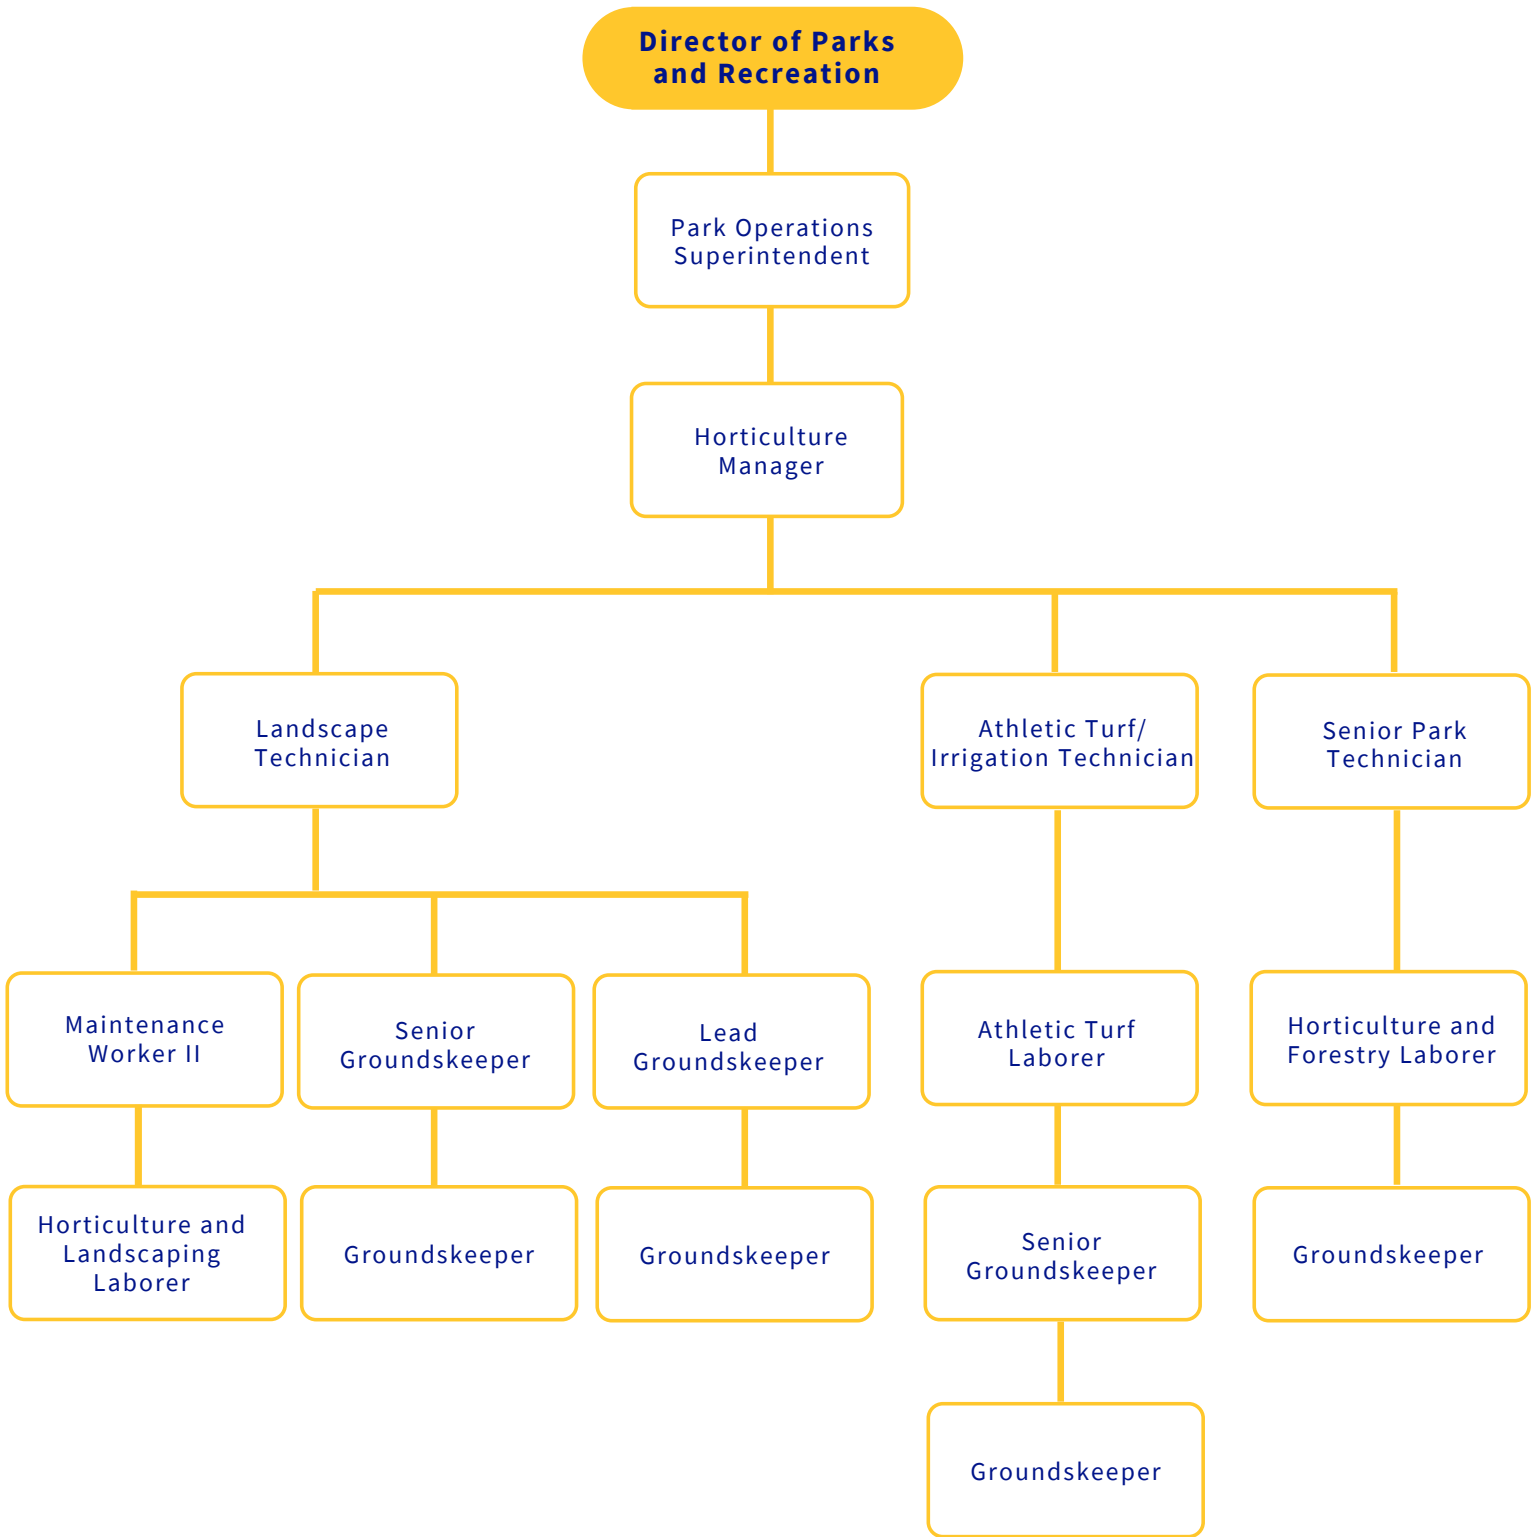 Director of Parks
and Recreation
Park Operations
Superintendent
Horticulture
Manager
Landscape
Technician
Athletic Turf/
Irrigation Technician
Senior Park
Technician
Maintenance
Worker II
Senior
Groundskeeper
Lead
Groundskeeper
Athletic Turf
Laborer
Horticulture and
Forestry Laborer
Horticulture and
Landscaping
Laborer
Groundskeeper
Groundskeeper
Senior
Groundskeeper
Groundskeeper
Groundskeeper